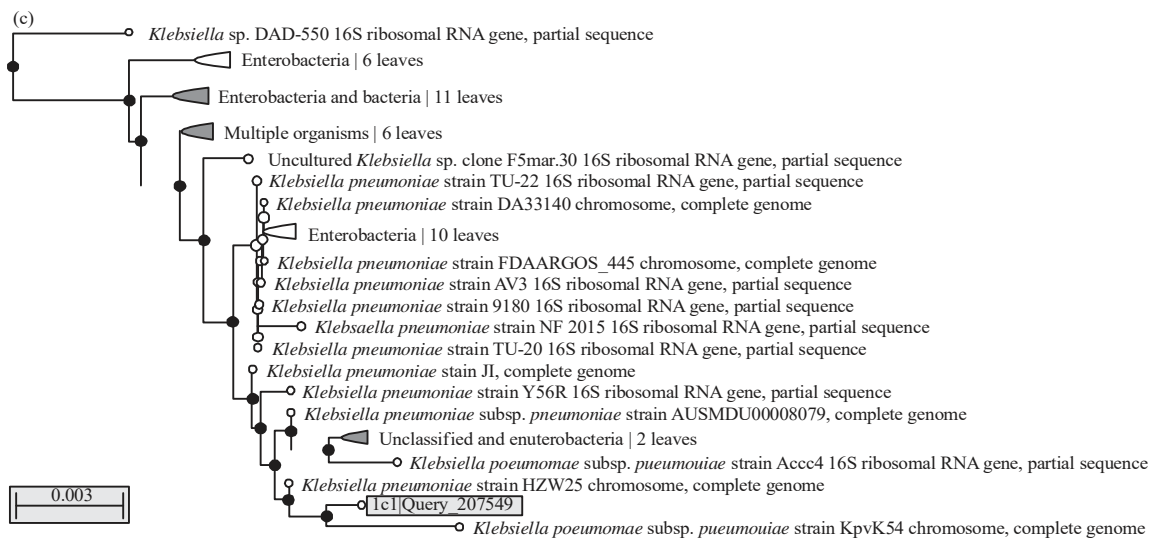 (c)
Klebsiella sp. DAD-550 16S ribosomal RNA gene, partial sequence
Enterobacteria | 6 leaves
Enterobacteria and bacteria | 11 leaves
Multiple organisms | 6 leaves
Uncultured Klebsiella sp. clone F5mar.30 16S ribosomal RNA gene, partial sequence
Klebsiella pneumoniae strain TU-22 16S ribosomal RNA gene, partial sequence
Klebsiella pneumoniae strain DA33140 chromosome, complete genome
Enterobacteria | 10 leaves
Klebsiella pneumoniae strain FDAARGOS_445 chromosome, complete genome
Klebsiella pneumoniae strain AV3 16S ribosomal RNA gene, partial sequence
Klebsiella pneumoniae strain 9180 16S ribosomal RNA gene, partial sequence
Klebsaella pneumoniae strain NF 2015 16S ribosomal RNA gene, partial sequence
Klebsiella pneumoniae strain TU-20 16S ribosomal RNA gene, partial sequence
Klebsiella pneumoniae stain JI, complete genome
Klebsiella pneumoniae strain Y56R 16S ribosomal RNA gene, partial sequence
Klebsiella pneumoniae subsp. pneumoniae strain AUSMDU00008079, complete genome
Unclassified and enuterobacteria | 2 leaves
Klebsiella poeumomae subsp. pueumouiae strain Accc4 16S ribosomal RNA gene, partial sequence
Klebsiella pneumoniae strain HZW25 chromosome, complete genome
0.003
1c1|Query_207549
Klebsiella poeumomae subsp. pueumouiae strain KpvK54 chromosome, complete genome